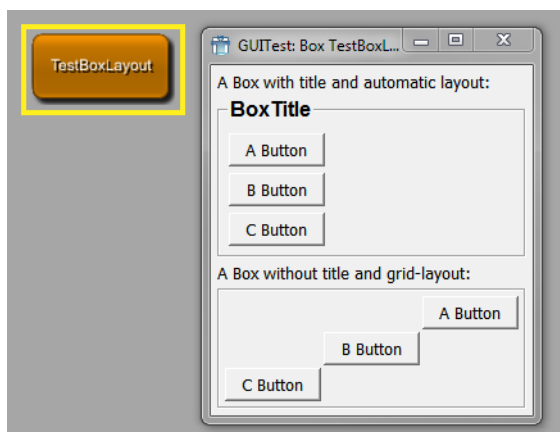 TestBoxLayout
GUITest: Box TestBoxL...
A Box with title and automatic layout:
BoxTitle
A Button
B Button
C Button
A Box without title and grid-layout:
A Button
B Button
C Button